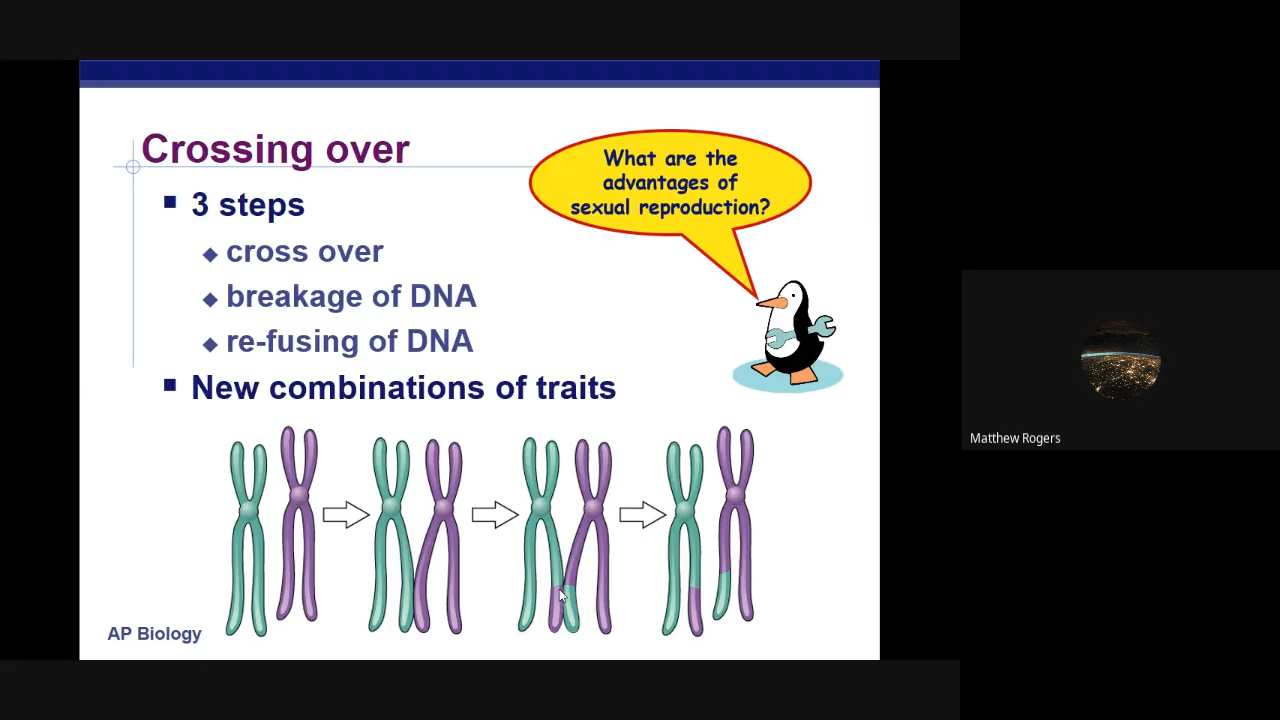 Crossing over
What are the
advantages of
sexual reproduction?
3 steps
cross over
breakage of DNA
re-fusing of DNA
New combinations of traits
AP Biology
Matthew Rogers